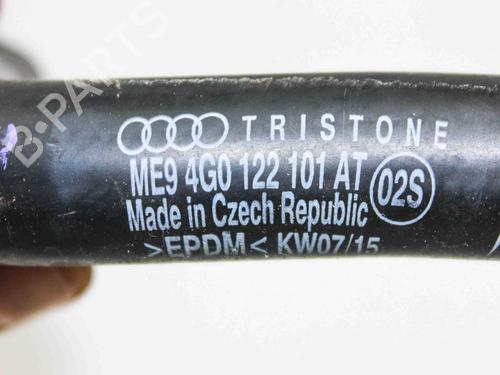 TRISTONE
ME9 4G0 122 101 AT 02S
Made in Czech Republic
>EPDM< KW07/15
B-PARTS